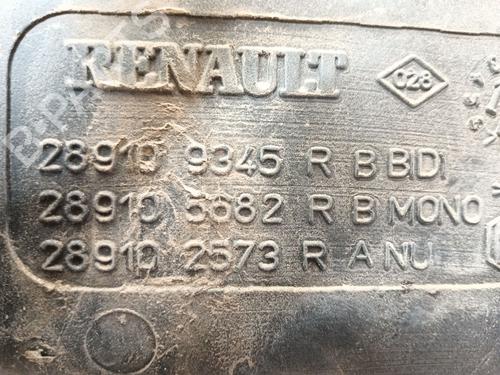 RENAULT
028
28910 9345 R B BDI
28910 5682 R B MONO
28910 2573 R A NU